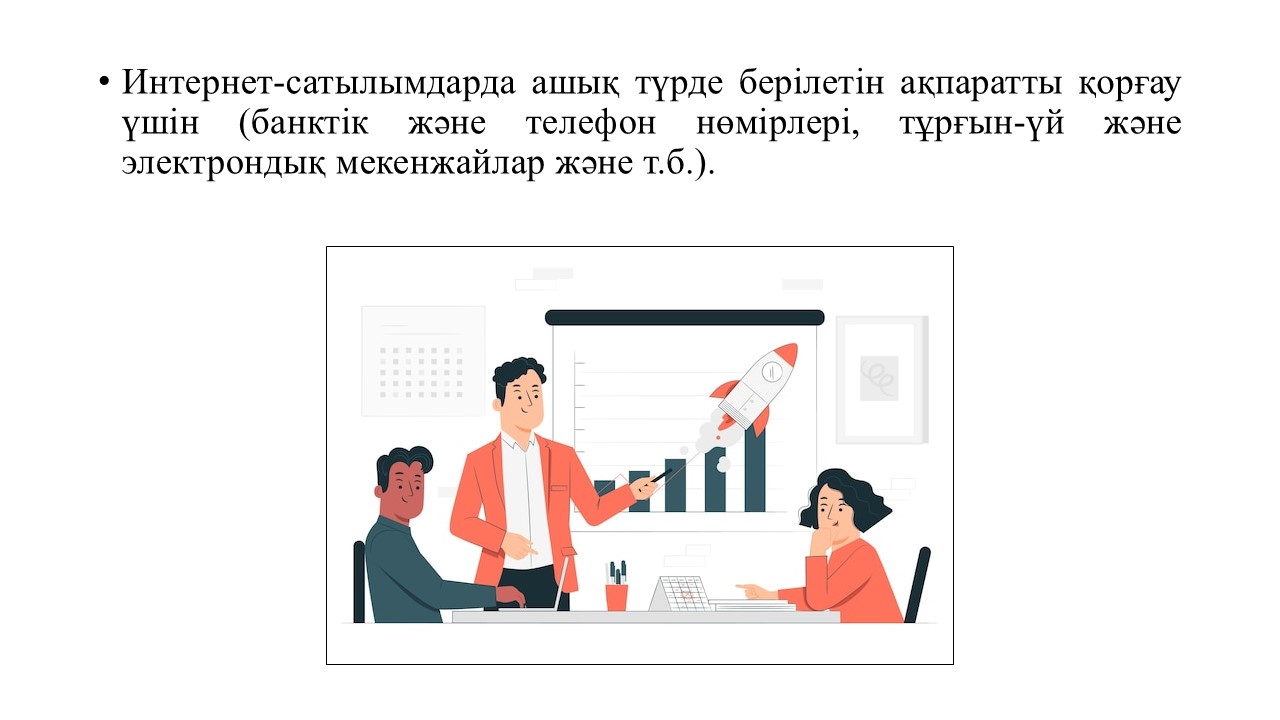 • Интернет-сатылымдарда ашық түрде берілетін ақпаратты қорғау
үшін (банктік және телефон нөмірлері, тұрғын-үй және
электрондық мекенжайлар және т.б.).